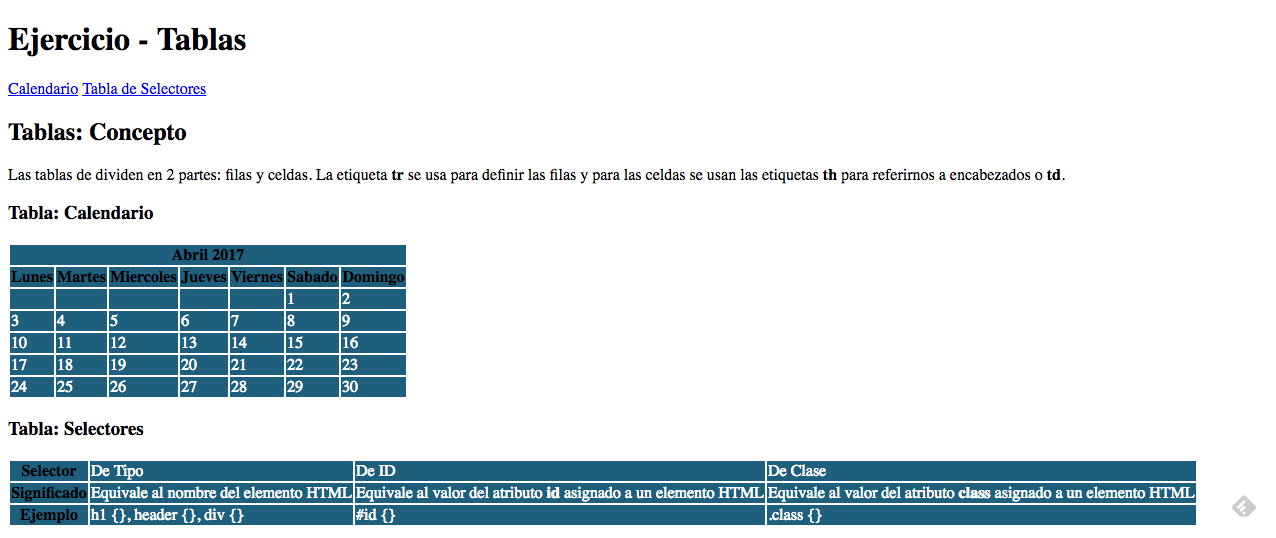 Ejercicio - Tablas
Calendario Tabla de Selectores
Tablas: Concepto
Las tablas de dividen en 2 partes: filas y celdas. La etiqueta tr se usa para definir las filas y para las celdas se usan las etiquetas th para referirnos a encabezados o td.
Tabla: Calendario
Abril 2017
Lunes Martes Miercoles Jueves Viernes Sabado Domingo
1 2
3 4 5 6 7 8 9
10 11 12 13 14 15 16
17 18 19 20 21 22 23
24 25 26 27 28 29 30
Tabla: Selectores
Selector De Tipo De ID De Clase
Significado Equivale al nombre del elemento HTML Equivale al valor del atributo id asignado a un elemento HTML Equivale al valor del atributo class asignado a un elemento HTML
Ejemplo h1 {}, header {}, div {} #id {} .class {}